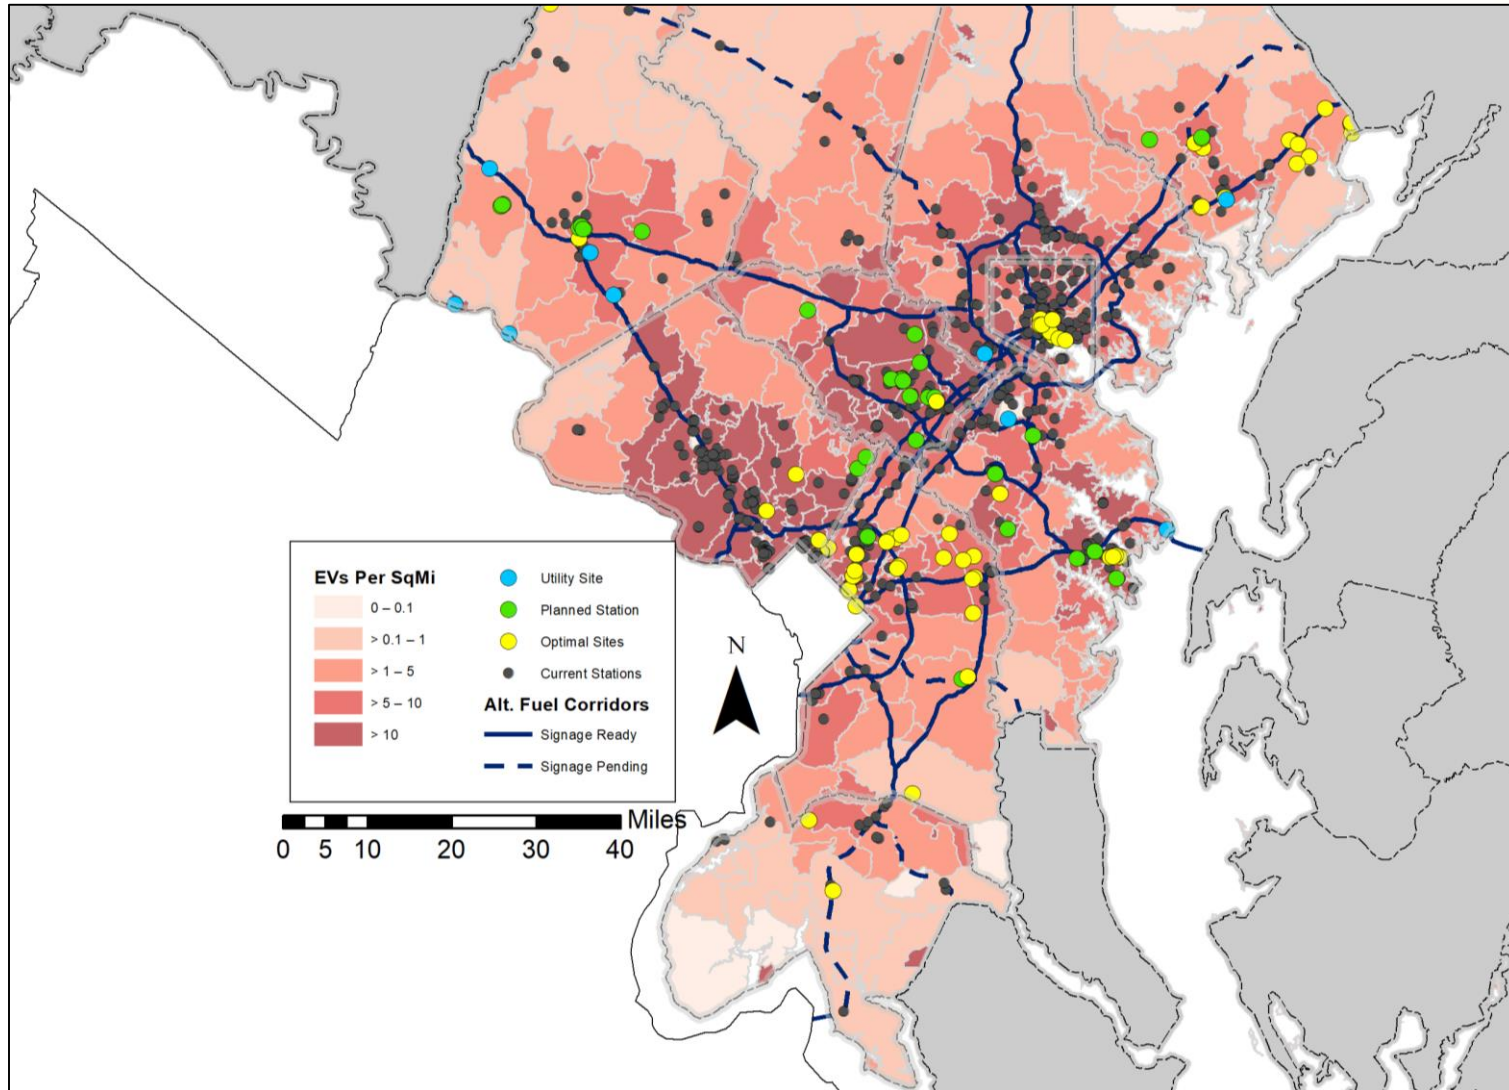 EVs Per SqMi
0 – 0.1
> 0.1 – 1
> 1 – 5
> 5 – 10
> 10
Utility Site
Planned Station
Optimal Sites
Current Stations
Alt. Fuel Corridors
Signage Ready
Signage Pending
N
Miles
0 5 10 20 30 40